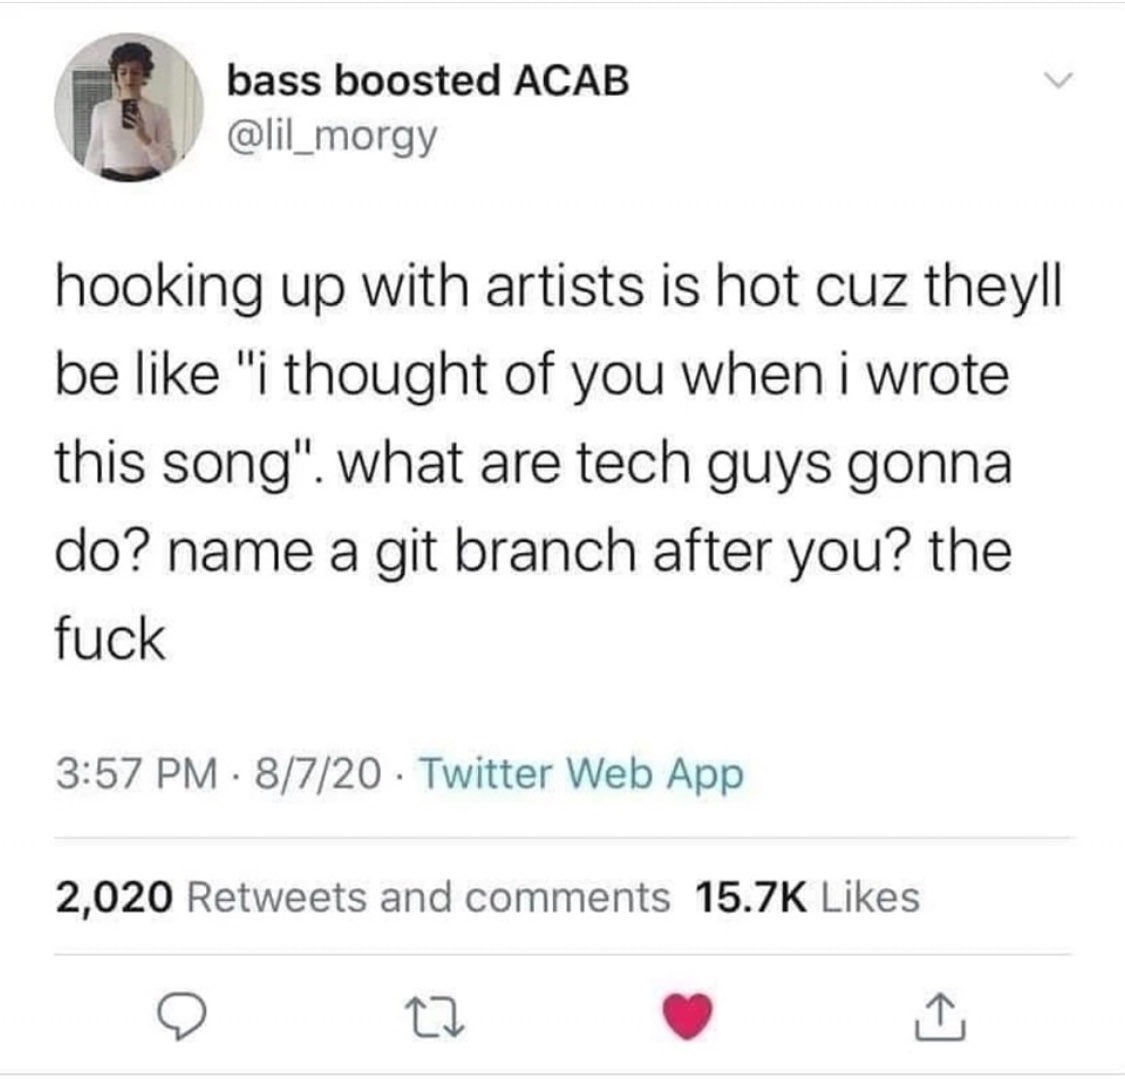 bass boosted ACAB
@lil_morgy
hooking up with artists is hot cuz theyll
be like "i thought of you when i wrote
this song". what are tech guys gonna
do? name a git branch after you? the
fuck
3:57 PM · 8/7/20 · Twitter Web App
2,020 Retweets and comments 15.7K Likes